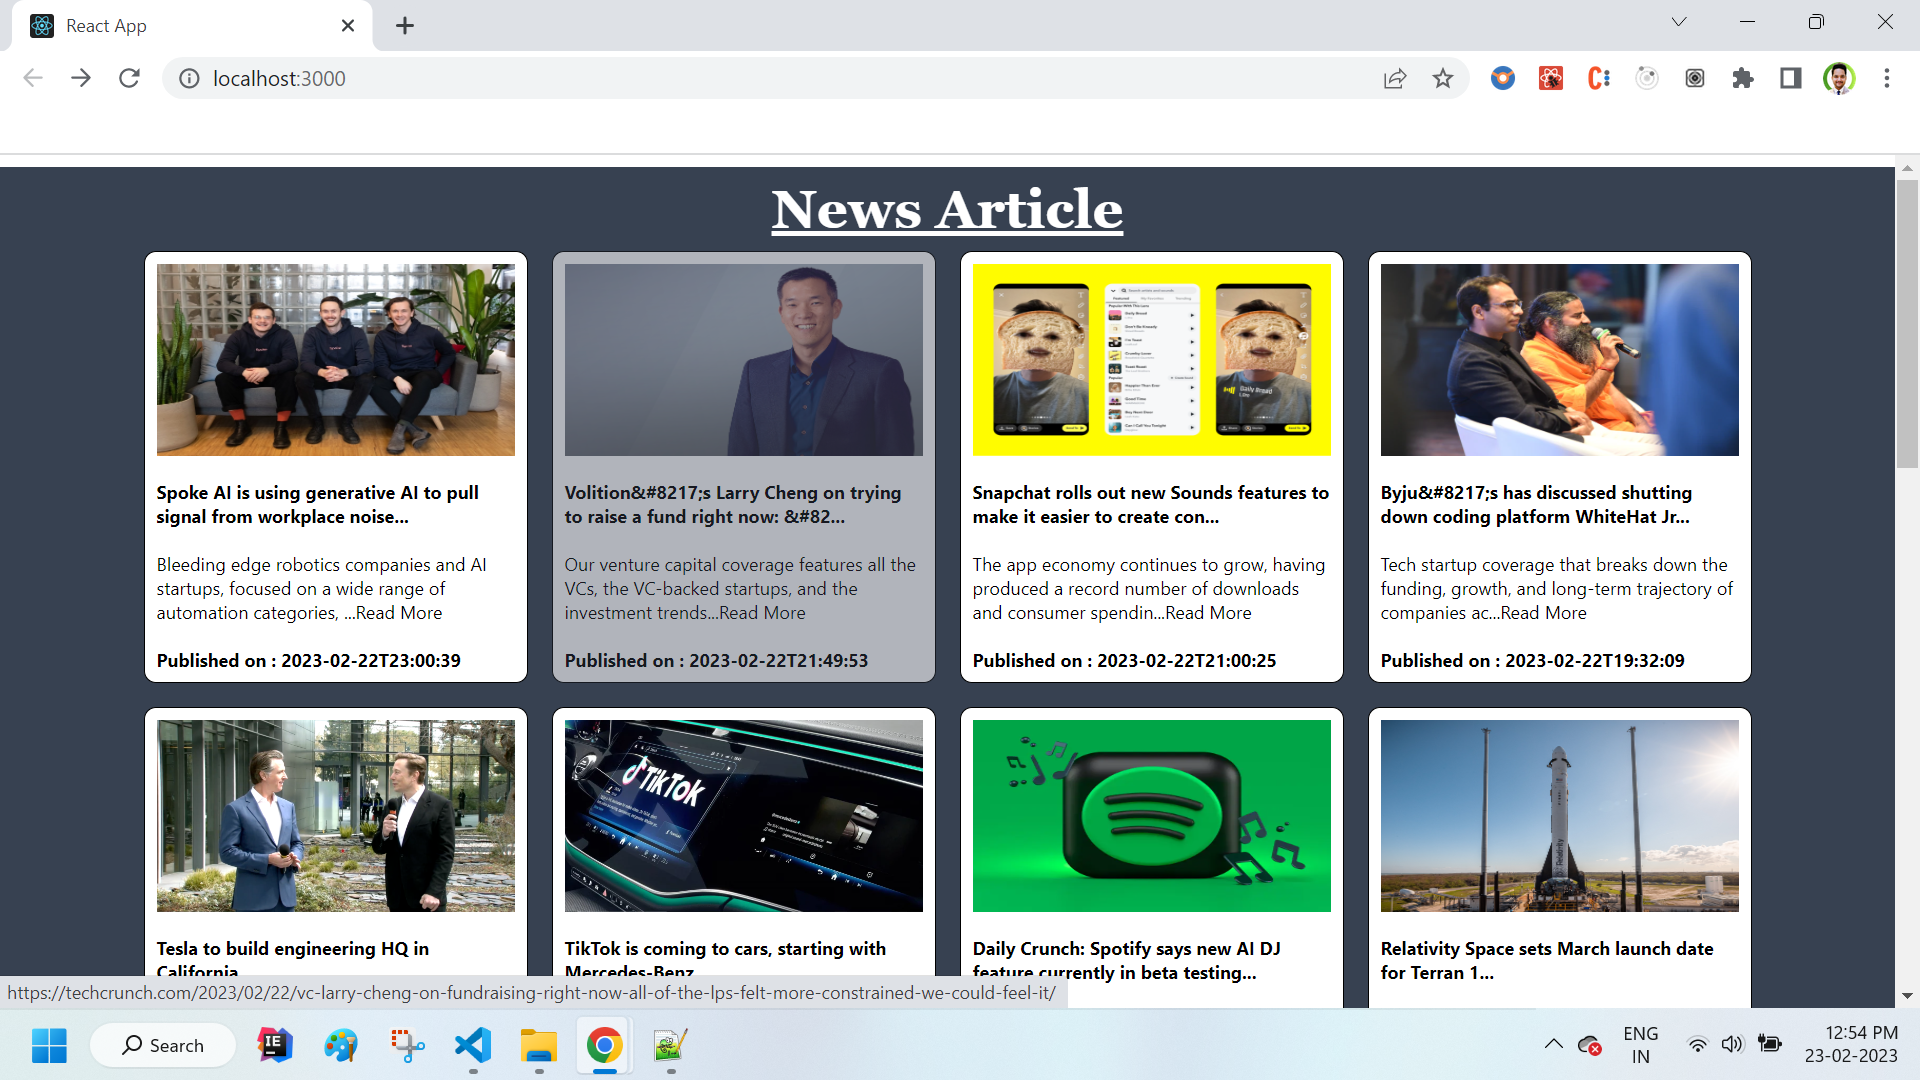 React App
localhost:3000
News Article
Spoke AI is using generative AI to pull
signal from workplace noise...
Bleeding edge robotics companies and AI
startups, focused on a wide range of
automation categories, ...Read More
Published on : 2023-02-22T23:00:39
Volition&#8217;s Larry Cheng on trying
to raise a fund right now: &#82...
Our venture capital coverage features all the
VCs, the VC-backed startups, and the
investment trends...Read More
Published on : 2023-02-22T21:49:53
Snapchat rolls out new Sounds features to
make it easier to create con...
The app economy continues to grow, having
produced a record number of downloads
and consumer spendin...Read More
Published on : 2023-02-22T21:00:25
Byju&#8217;s has discussed shutting
down coding platform WhiteHat Jr...
Tech startup coverage that breaks down the
funding, growth, and long-term trajectory of
companies ac...Read More
Published on : 2023-02-22T19:32:09
TikTok
Relativity
Tesla to build engineering HQ in
California
TikTok is coming to cars, starting with
Mercedes-Benz
Daily Crunch: Spotify says new AI DJ
feature currently in beta testing...
Relativity Space sets March launch date
for Terran 1...
https://techcrunch.com/2023/02/22/vc-larry-cheng-on-fundraising-right-now-all-of-the-lps-felt-more-constrained-we-could-feel-it/
Search
ENG
IN
12:54 PM
23-02-2023